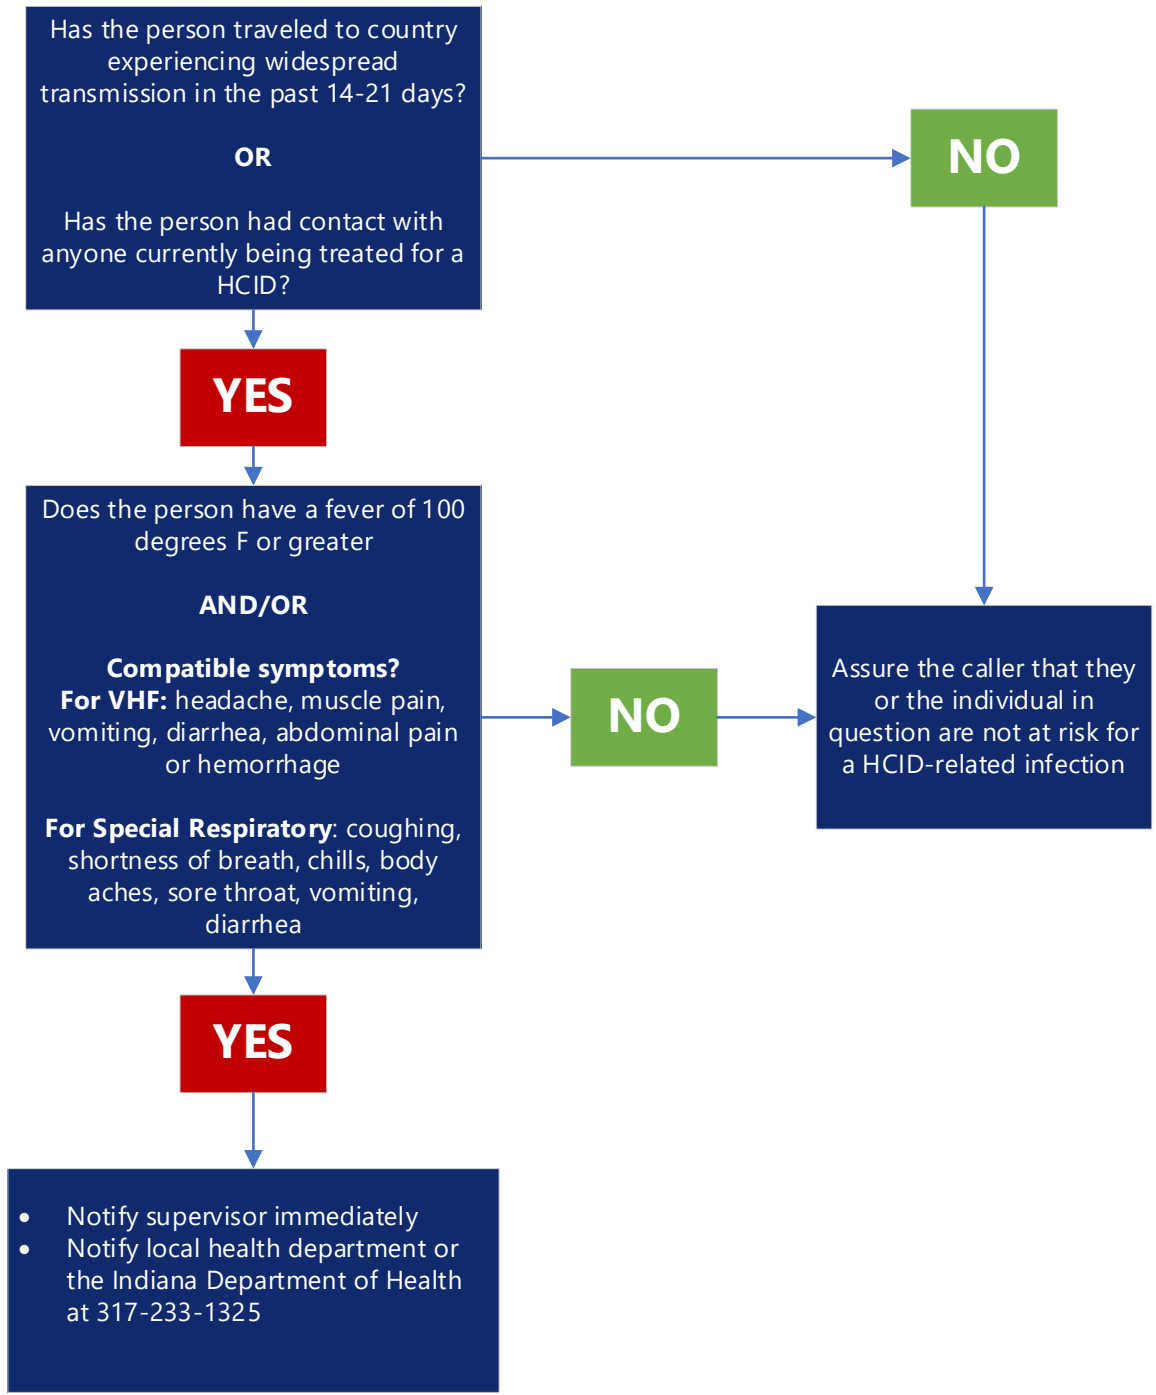 Has the person traveled to country
experiencing widespread
transmission in the past 14-21 days?
OR
Has the person had contact with
anyone currently being treated for a
HCID?
NO
YES
Does the person have a fever of 100
degrees F or greater
AND/OR
Compatible symptoms?
For VHF: headache, muscle pain,
vomiting, diarrhea, abdominal pain
or hemorrhage
For Special Respiratory: coughing,
shortness of breath, chills, body
aches, sore throat, vomiting,
diarrhea
NO
Assure the caller that they
or the individual in
question are not at risk for
a HCID-related infection
YES
• Notify supervisor immediately
• Notify local health department or
the Indiana Department of Health
at 317-233-1325